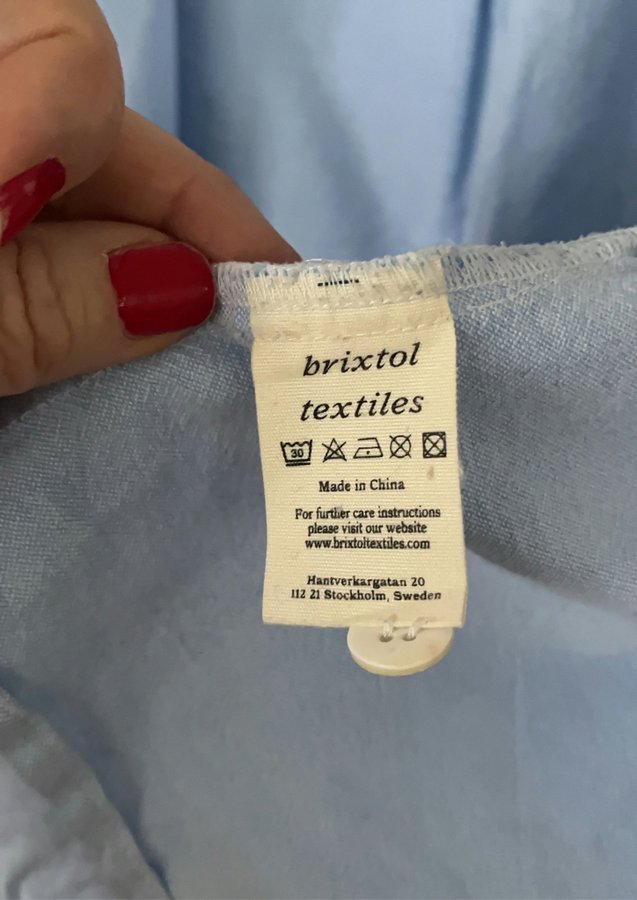 brixtol
textiles
30
Made in China
For further care instructions
please visit our website
www.brixtoltextiles.com
Hantverkargatan 20
112 21 Stockholm, Sweden